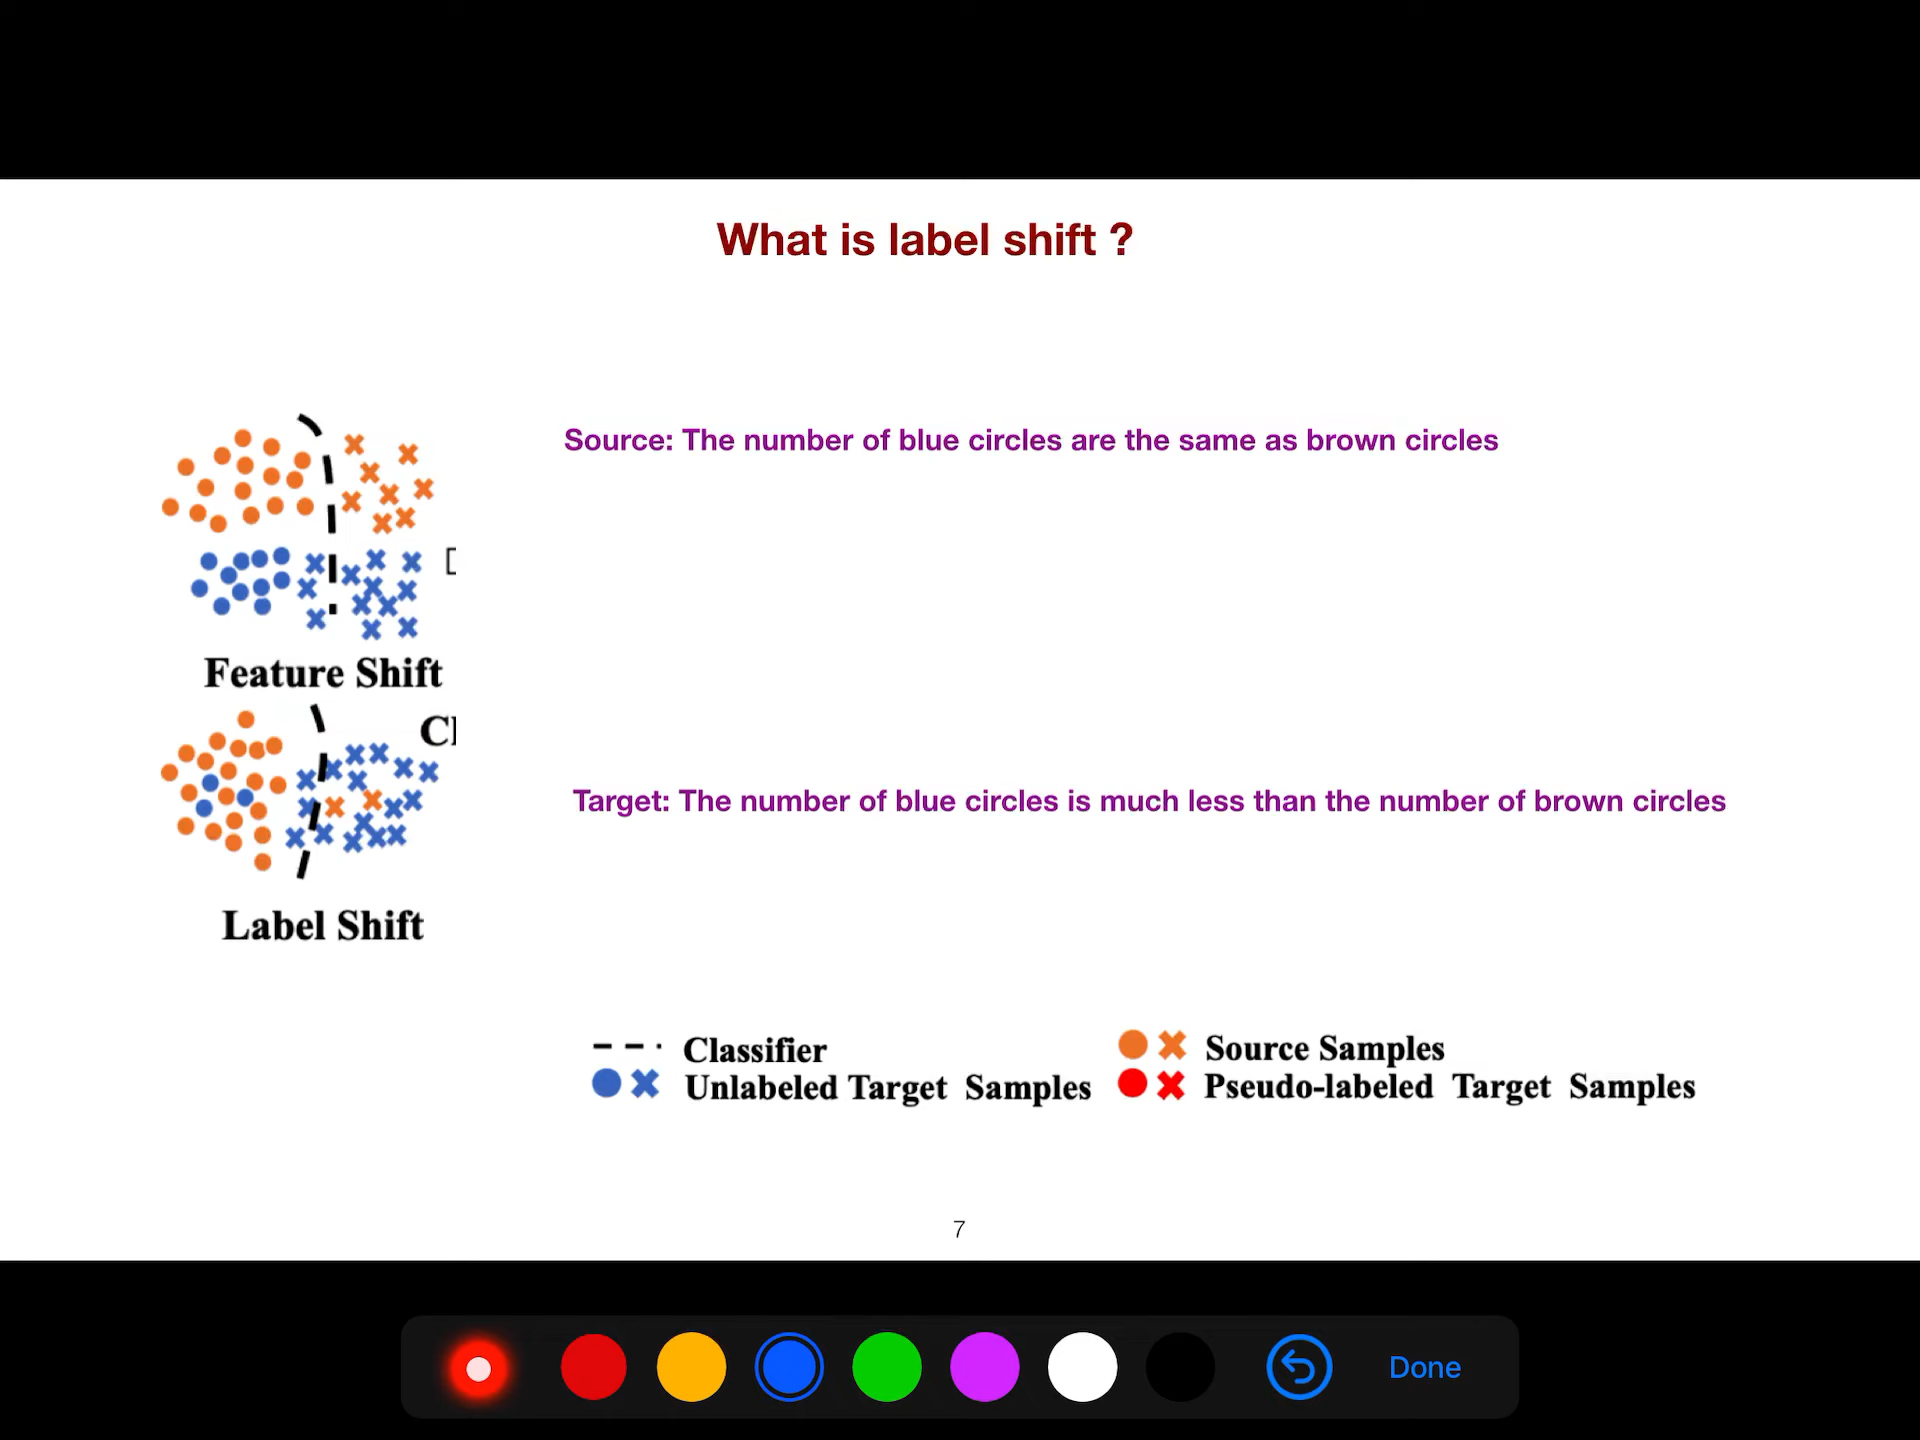 What is label shift ?
Source: The number of blue circles are the same as brown circles
Feature Shift
Target: The number of blue circles is much less than the number of brown circles
Label Shift
Classifier
Source Samples
Unlabeled Target Samples
Pseudo-labeled Target Samples
7
Done